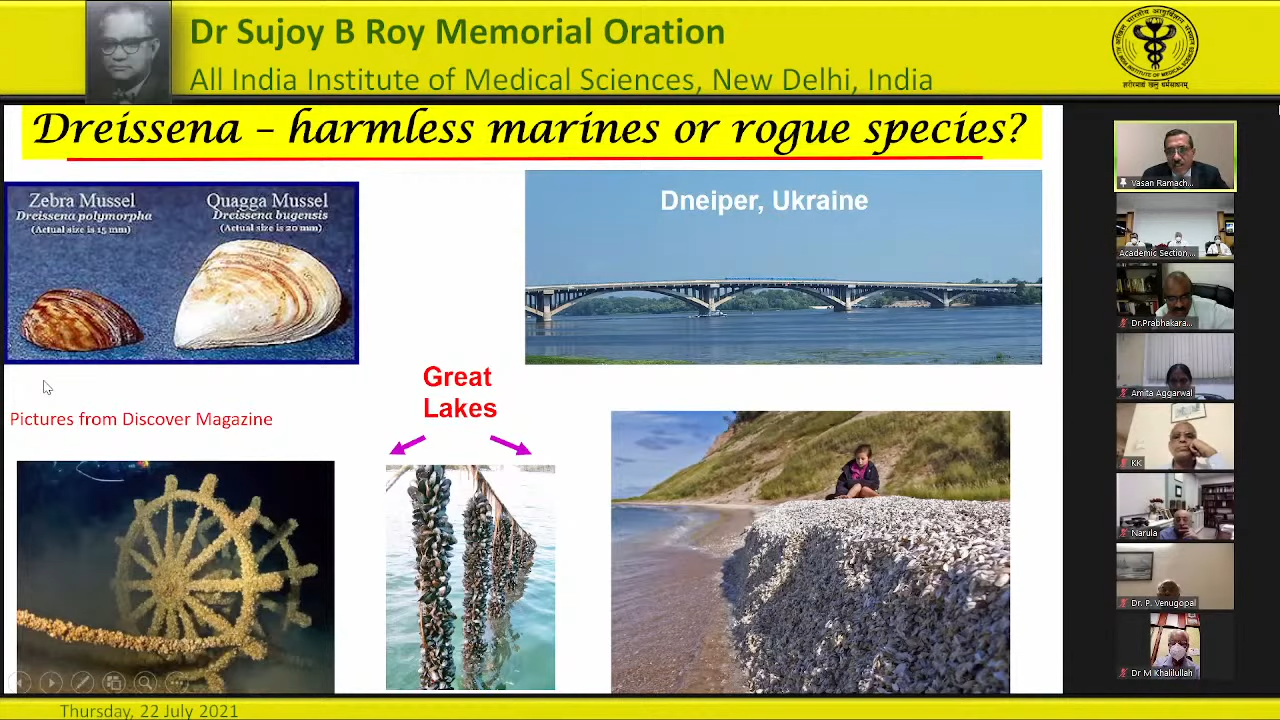 Dr Sujoy B Roy Memorial Oration
All India Institute of Medical Sciences, New Delhi, India
Dreissena – harmless marines or rogue species?
Zebra Mussel
Dreissena polymorpha
(Actual size is 15 mm)
Quagga Mussel
Dreissena bugensis
(Actual size is 20 mm)
Dneiper, Ukraine
Great
Lakes
Pictures from Discover Magazine
Vasan Ramach...
Academic Section, ...
Dr.Prabhakara...
Amita Aggarwal
KK
Narula
Dr. P. Venugopal
Dr M Khalilullah
Thursday, 22 July 2021